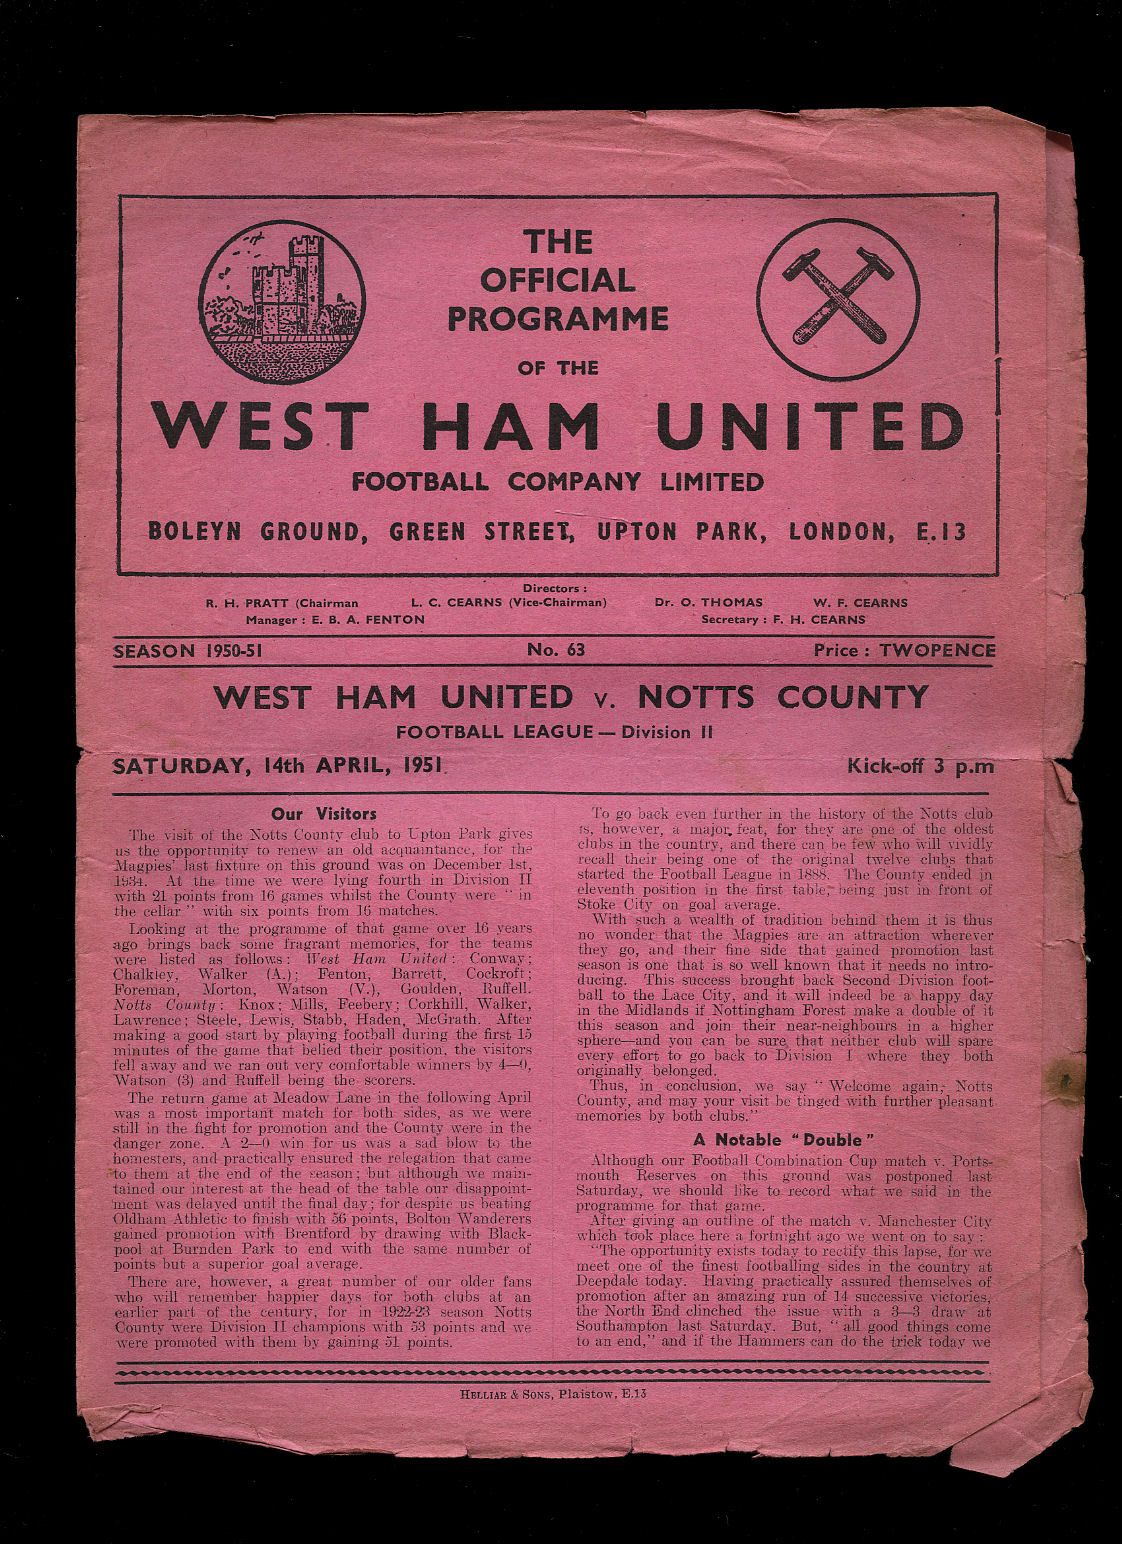 THE
OFFICIAL
PROGRAMME
OF THE
WEST HAM UNITED
FOOTBALL COMPANY LIMITED
BOLEYN GROUND, GREEN STREET, UPTON PARK, LONDON, E.13
Directors :
R. H. PRATT (Chairman L. C. CEARNS (Vice-Chairman) Dr. O. THOMAS W. F. CEARNS
Manager : E. B. A. FENTON Secretary : F. H. CEARNS
SEASON 1950-51 No. 63 Price : TWOPENCE
WEST HAM UNITED v. NOTTS COUNTY
FOOTBALL LEAGUE — Division II
SATURDAY, 14th APRIL, 1951. Kick-off 3 p.m
Our Visitors
The visit of the Notts County club to Upton Park gives
us the opportunity to renew an old acquaintance, for the
Magpies' last fixture on this ground was on December 1st,
1934. At the time we were lying fourth in Division II
with 21 points from 16 games whilst the County were " in
the cellar " with six points from 16 matches.
Looking at the programme of that game over 16 years
ago brings back some fragrant memories, for the teams
were listed as follows : West Ham United : Conway;
Chalkley, Walker (A.); Fenton, Barrett, Cockroft;
Foreman, Morton, Watson (V.), Goulden, Ruffell.
Notts County : Knox; Mills, Feebery; Corkhill, Walker,
Lawrence; Steele, Lewis, Stabb, Haden, McGrath. After
making a good start by playing football during the first 15
minutes of the game that belied their position, the visitors
fell away and we ran out very comfortable winners by 4—0,
Watson (3) and Ruffell being the scorers.
The return game at Meadow Lane in the following April
was a most important match for both sides, as we were
still in the fight for promotion and the County were in the
danger zone. A 2—0 win for us was a sad blow to the
homesters, and practically ensured the relegation that came
to them at the end of the season; but although we main-
tained our interest at the head of the table our disappoint-
ment was delayed until the final day; for despite us beating
Oldham Athletic to finish with 56 points, Bolton Wanderers
gained promotion with Brentford by drawing with Black-
pool at Burnden Park to end with the same number of
points but a superior goal average.
There are, however, a great number of our older fans
who will remember happier days for both clubs at an
earlier part of the century, for in 1922-23 season Notts
County were Division II champions with 53 points and we
were promoted with them by gaining 51 points.
To go back even further in the history of the Notts club
is, however, a major feat, for they are one of the oldest
clubs in the country, and there can be few who will vividly
recall their being one of the original twelve clubs that
started the Football League in 1888. The County ended in
eleventh position in the first table, being just in front of
Stoke City on goal average.
With such a wealth of tradition behind them it is thus
no wonder that the Magpies are an attraction wherever
they go, and their fine side that gained promotion last
season is one that is so well known that it needs no intro-
ducing. This success brought back Second Division foot-
ball to the Lace City, and it will indeed be a happy day
in the Midlands if Nottingham Forest make a double of it
this season and join their near-neighbours in a higher
sphere—and you can be sure that neither club will spare
every effort to go back to Division I where they both
originally belonged.
Thus, in conclusion, we say " Welcome again, Notts
County, and may your visit be tinged with further pleasant
memories by both clubs."
A Notable " Double "
Although our Football Combination Cup match v. Ports-
mouth Reserves on this ground was postponed last
Saturday, we should like to record what we said in the
programme for that game.
After giving an outline of the match v. Manchester City
which took place here a fortnight ago we went on to say :
"The opportunity exists today to rectify this lapse, for we
meet one of the finest footballing sides in the country at
Deepdale today. Having practically assured themselves of
promotion after an amazing run of 14 successive victories,
the North End clinched the issue with a 3—3 draw at
Southampton last Saturday. But, " all good things come
to an end," and if the Hammers can do the trick today we
HELLIAR & SONS, Plaistow, E.13